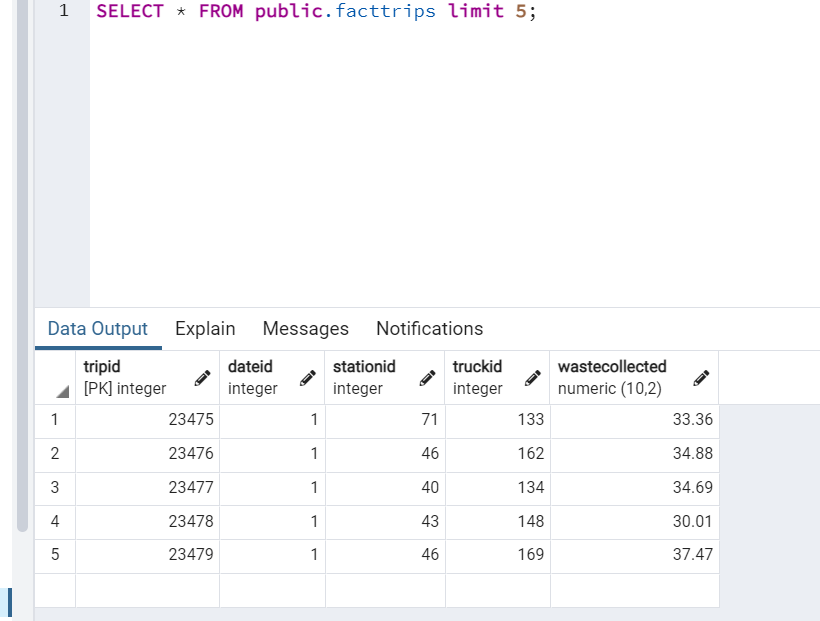 1 SELECT * FROM public.facttrips limit 5;
Data Output Explain Messages Notifications
tripid dateid stationid truckid wastecollected
[PK] integer integer integer integer numeric (10,2)
1 23475 1 71 133 33.36
2 23476 1 46 162 34.88
3 23477 1 40 134 34.69
4 23478 1 43 148 30.01
5 23479 1 46 169 37.47